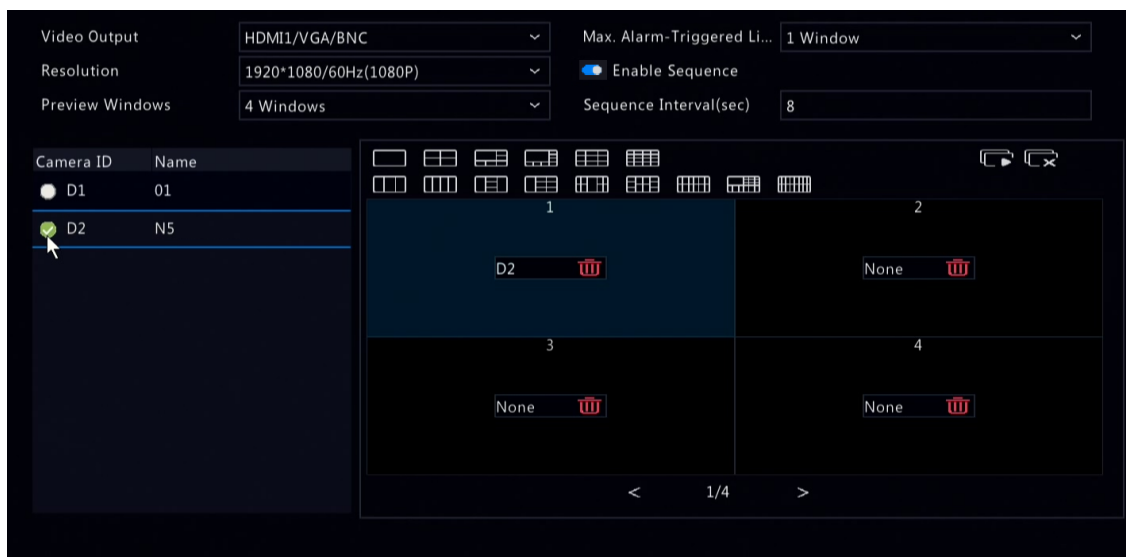 Video Output HDMI1/VGA/BNC Max. Alarm-Triggered Li... 1 Window
Resolution 1920*1080/60Hz(1080P) Enable Sequence
Preview Windows 4 Windows Sequence Interval(sec) 8
Camera ID Name
D1 01
D2 N5
1 2
D2 None
3 4
None None
< 1/4 >